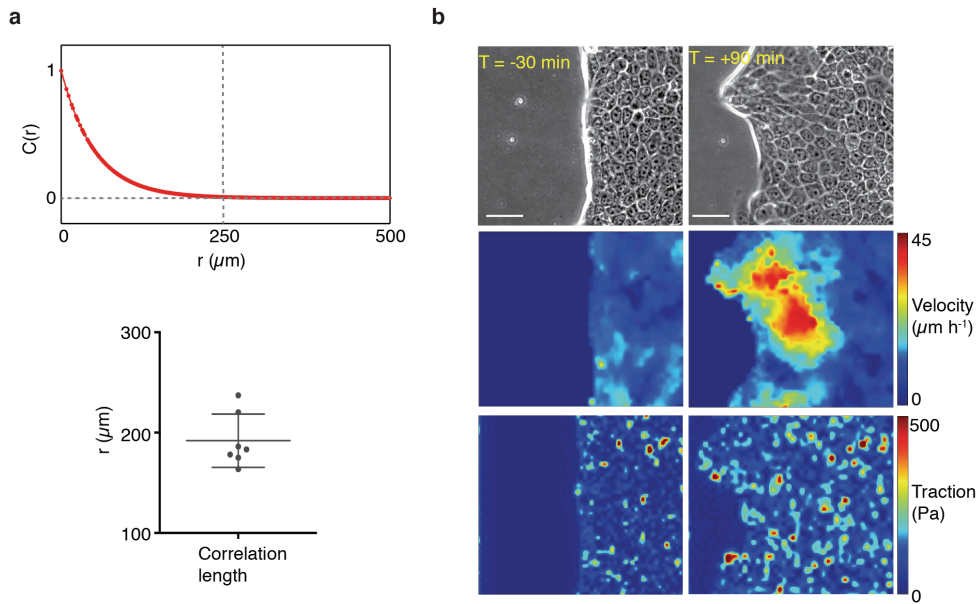 a
1
C(r)
0
0
250
500
r (µm)
300
r (µm)
200
100
Correlation
length
b
T = -30 min
T = +90 min
45
Velocity
(µm h⁻¹)
0
500
Traction
(Pa)
0